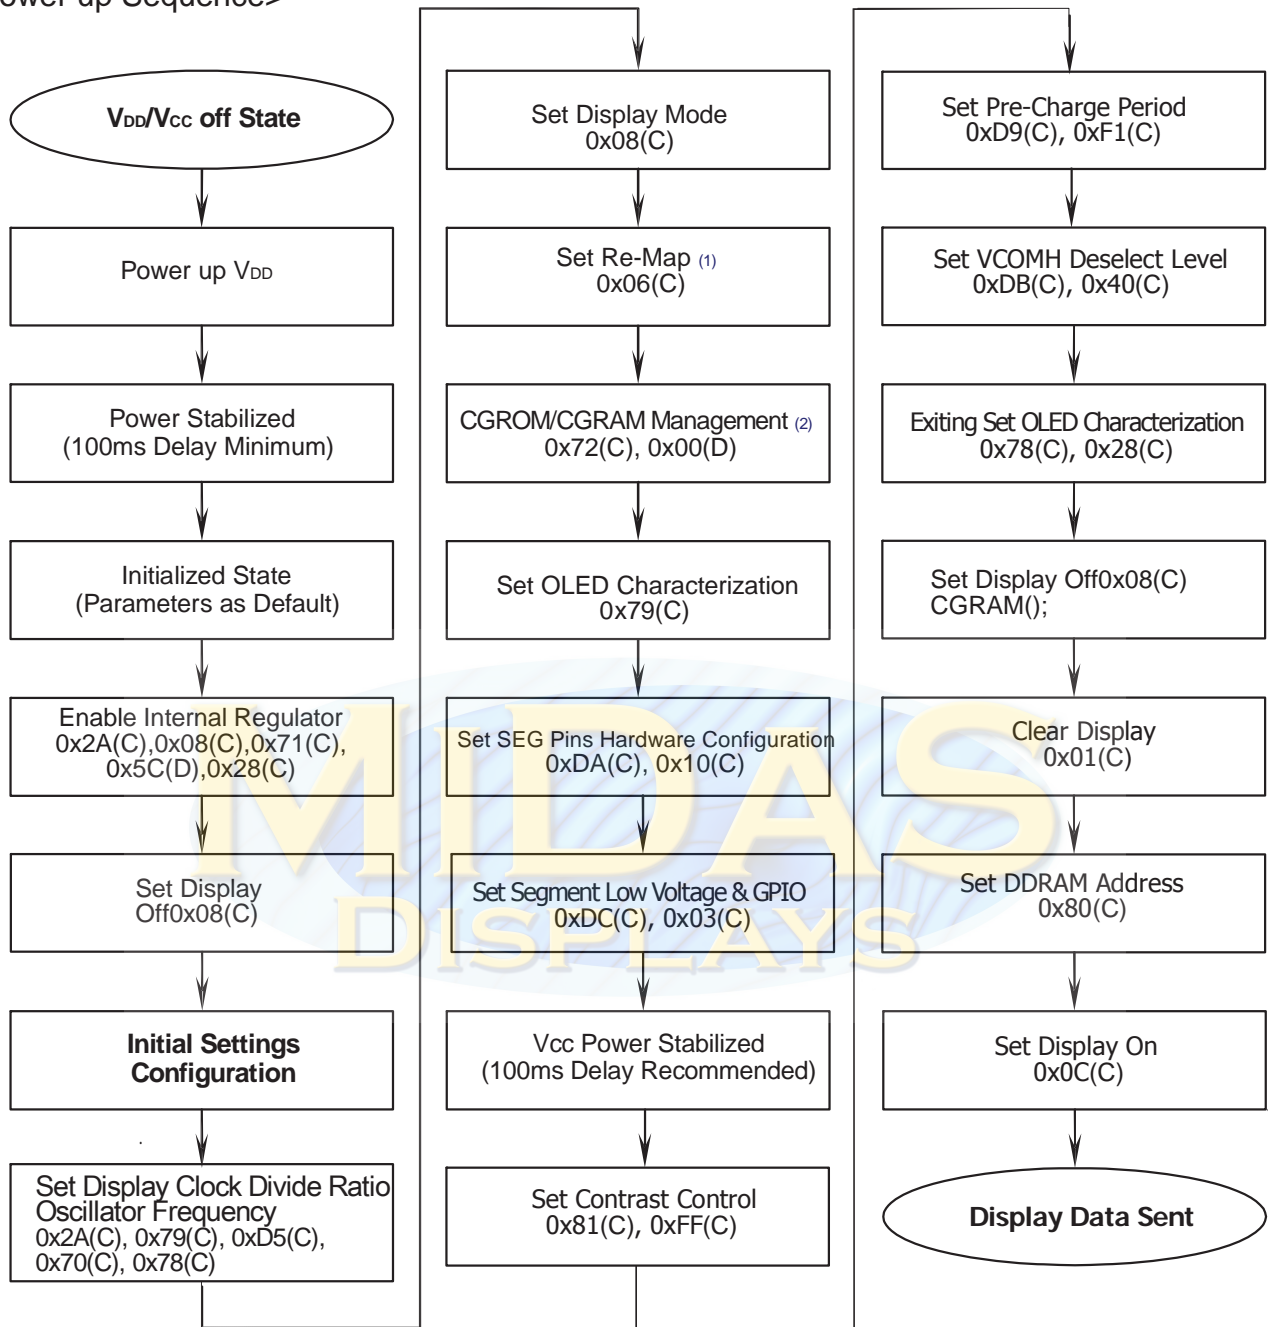 ower up Sequence>
VDD/VCC off State
Power up VDD
Power Stabilized
(100ms Delay Minimum)
Initialized State
(Parameters as Default)
Enable Internal Regulator
0x2A(C),0x08(C),0x71(C),
0x5C(D),0x28(C)
Set Display
Off0x08(C)
Initial Settings
Configuration
Set Display Clock Divide Ratio
Oscillator Frequency
0x2A(C), 0x79(C), 0xD5(C),
0x70(C), 0x78(C)
Set Display Mode
0x08(C)
Set Re-Map (1)
0x06(C)
CGROM/CGRAM Management (2)
0x72(C), 0x00(D)
Set OLED Characterization
0x79(C)
Set SEG Pins Hardware Configuration
0xDA(C), 0x10(C)
Set Segment Low Voltage & GPIO
0xDC(C), 0x03(C)
Vcc Power Stabilized
(100ms Delay Recommended)
Set Contrast Control
0x81(C), 0xFF(C)
Set Pre-Charge Period
0xD9(C), 0xF1(C)
Set VCOMH Deselect Level
0xDB(C), 0x40(C)
Exiting Set OLED Characterization
0x78(C), 0x28(C)
Set Display Off0x08(C)
CGRAM();
Clear Display
0x01(C)
Set DDRAM Address
0x80(C)
Set Display On
0x0C(C)
Display Data Sent
MIDAS
DISPLAYS